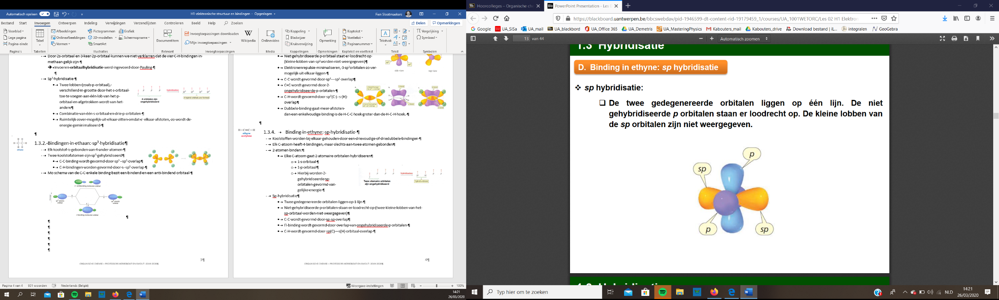 Automatisch opslaan
H1-elektronische structuur en bindingen - Opgeslagen
Fien Slootmaekers
Bestand Start Invoegen Ontwerpen Indeling Verwijzingen Verzendlijsten Controleren Beeld Help Zoeken
Delen Opmerkingen
Voorblad
Lege pagina
Pagina-einde
Pagina's
Tabel
Tabellen
Afbeeldingen
Onlineafbeeldingen
Vormen
Pictogrammen
3D-modellen
SmartArt
Grafiek
Schermopname
Illustraties
Documentitem
Relevant
Invoegtoepassingen downloaden
Mijn invoegtoepassingen
Wikipedia
Invoegtoepassingen
Onlinevideo
Media
Koppeling
Bladwijzer
Kruisverwijzing
Koppelingen
Opmerking
Opmerkingen
Koptekst
Voettekst
Paginanummer
Koptekst en voettekst
Tekstvak
Tekst
Vergelijking
Symbool
Symbolen
Door 2s-orbitaal en 3 keer 2p-orbitaal kunnen we niet verklarren dat de vier C-H bindingen in
methaan gelijk zijn
Invoeren orbitaalhybridisatie werd ingevoerd door Pauling
Sp³ hybridisatie
Twee lobben (zoals p-orbitaal),
verschillend in grootte door het s-orbitaal
toe te voegen aan één lob van het p-
orbitaal en afgetrokken wordt van het
andere
hybridization
4 orbitalen zijn
ongehybridiseerd
4 hybrid orbitals are formed
Combinatie van één s-orbitaal en drie p-orbitalen
Ruimtelijk zover mogelijk uit elkaar zitten omdat e⁻ elkaar afstoten, zo wordt de
energie geminimaliseerd
ethane
1.3.2. Bindingen in ethaan: sp³ hybridisatie
Elk koolstof is gebonden aan 4 ander atomen
Twee koolstofatomen zijn sp³ gehybridiseerd
C-C-binding wordt gevormd door sp³ - sp³ overlap
C-H-bindingen worden gevormd door s - sp³ overlap
Mo schema van de C-C enkele binding bezit een bindend en een anti-bindend orbitaal
3
ORGANISCHE CHEMIE – PROFESSORS HERREBOUT EN SMOUT - 2019-2020
Niet gehybridiseerde p-orbitaal staat er loodrecht op
(kleine lobben van sp² worden niet weergegeven)
side view
top view
Elektronenrepulsie minimaliseren, 3 sp² orbitalen zo ver
mogelijk uit elkaar liggen
C-C wordt gevormd door sp² — sp² overlap
C=C wordt gevormd door 2
ongehybridiseerde p-orbitalen
C-H wordt gevormd door sp² (C) - s (H)
overlap
Dubbele binding gaat meer afstoten
dan een enkelvoudige binding is de H-C-C hoek groter dan de H-C-H hoek.
H—C≡C—H
ethyne
acetylene
1.3.4. Binding in ethyne: sp hybridisatie
Koolstoffen worden bij elkaar gehouden door een drievoudige of driedubbele bindingen
Elk C-atoom heeft 4 bindingen, maar slechts aan twee atomen gebonden
2 atomen binden:
Elke C-atoom gaat 2 atomaire orbitalen hybridiseren
1 s orbitaal
1 p orbitaal
Hierbij worden 2
gehybridiseerde sp
orbitalen gevormd van
gelijke energie
hybridization
Twee atomaire orbitalen
zijn ongehydridiseerd
hybrid orbitals
Sp hybridisatie
Twee gedegenereerde orbitalen liggen op 1 lijn
Niet gehybridiseerde p-orbitalen staan er loodrecht op (twee kleine lobben van het
sp-orbitaal worden niet weergegeven)
C-C wordt gevormd door sp-sp overlap
Π-binding wordt gevormd door overlap van ongehybridiseerde p orbitalen
C-H wordt gevormd door sp(C)—s(H) orbitaal overlap
4
ORGANISCHE CHEMIE – PROFESSORS HERREBOUT EN SMOUT - 2019-2020
Pagina 4 van 4 931 woorden Nederlands (België) Weergave-instellingen 100%
14:21
26/03/2020
Hoorcolleges – Organische ch
PowerPoint Presentation - Les 0
https://blackboard.uantwerpen.be/bbcswebdav/pid-1946599-dt-content-rid-19179459_1/courses/UA_1001WETORC/Les 02 H1 Elektron
Google UA_SiSa UA_mail UA_blackbord UA_Office 365 UA_Demetris UA_MasteringPhysics Kabouters_mail Kabouters_drive Download bestand | iL... integralen GeoGebra
13 van 44
Automatisch zoomen
1.3 Hybridisatie
D. Binding in ethyne: sp hybridisatie
❖ sp hybridisatie:
❑ De twee gedegenereerde orbitalen liggen op één lijn. De niet
gehybridiseerde p orbitalen staan er loodrecht op. De kleine lobben van
de sp orbitalen zijn niet weergegeven.
p
sp
p
sp
Typ hier om te zoeken
NLD
14:21
26/03/2020